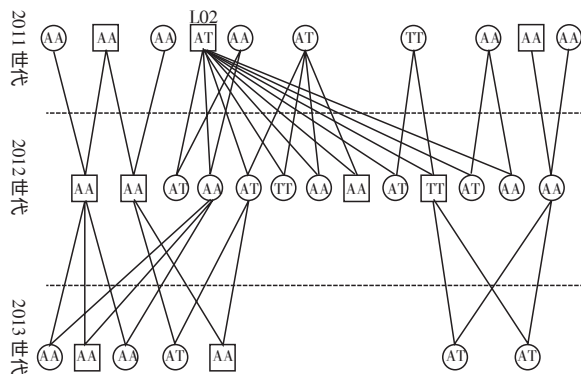 L02
2011 世代
AA AA AA AT AA AT TT AA AA AA
2012 世代
AA AA AT AA AT TT AA AA AT TT AT AA AA
2013 世代
AA AA AA AT AA AT AT